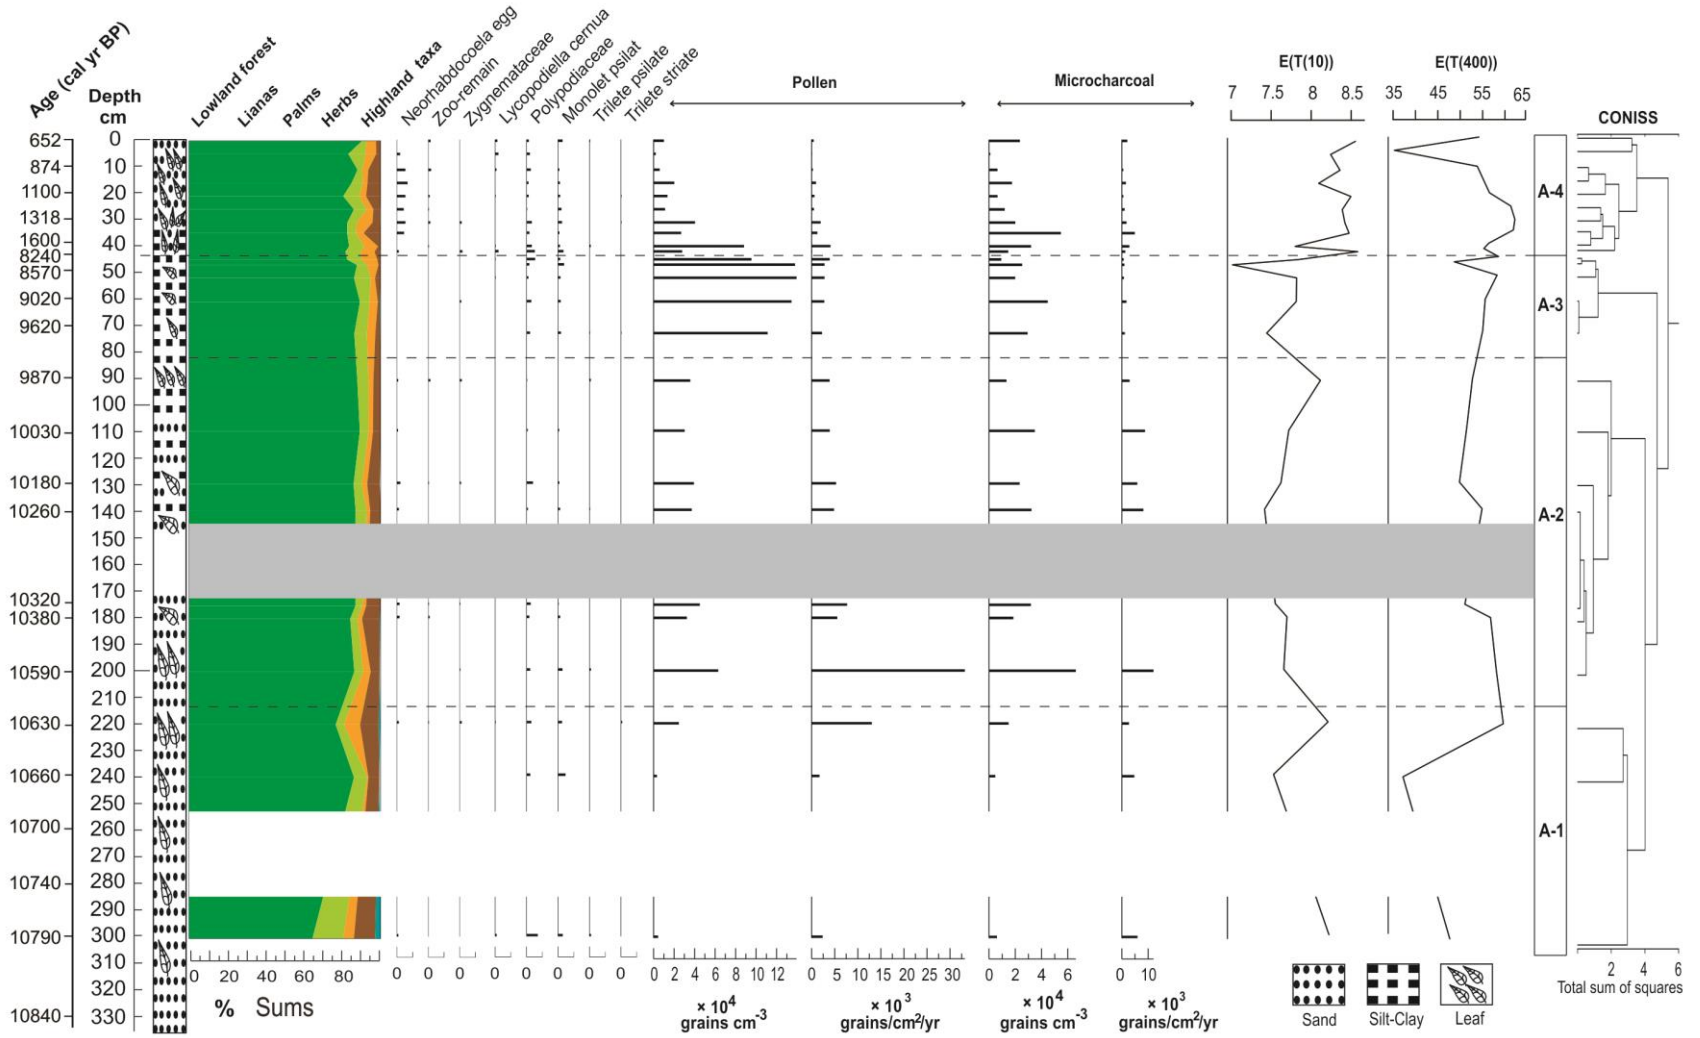 Age (cal yr BP)
Depth
cm
Lowland forest
Lianas
Palms
Herbs
Highland taxa
Neorhabdocoela egg
Zoo-remain
Zygnemataceae
Lycopodiella cernua
Polypodiaceae
Monolet psilat
Trilete psilate
Trilete striate
Pollen
Microcharcoal
E(T(10))
7 7.5 8 8.5
E(T(400))
35 45 55 65
CONISS
652
874
1100
1318
1600
8240
8570
9020
9620
9870
10030
10180
10260
10320
10380
10590
10630
10660
10700
10740
10790
10840
0
10
20
30
40
50
60
70
80
90
100
110
120
130
140
150
160
170
180
190
200
210
220
230
240
250
260
270
280
290
300
310
320
330
A-4
A-3
A-2
A-1
0 20 40 60 80
% Sums
0 0 0 0 0 0 0 0
0 2 4 6 8 10 12
× 10⁴
grains cm⁻³
0 5 10 15 20 25 30
× 10³
grains/cm²/yr
0 2 4 6
× 10⁴
grains cm⁻³
0 10
× 10³
grains/cm²/yr
Sand
Silt-Clay
Leaf
2 4 6
Total sum of squares